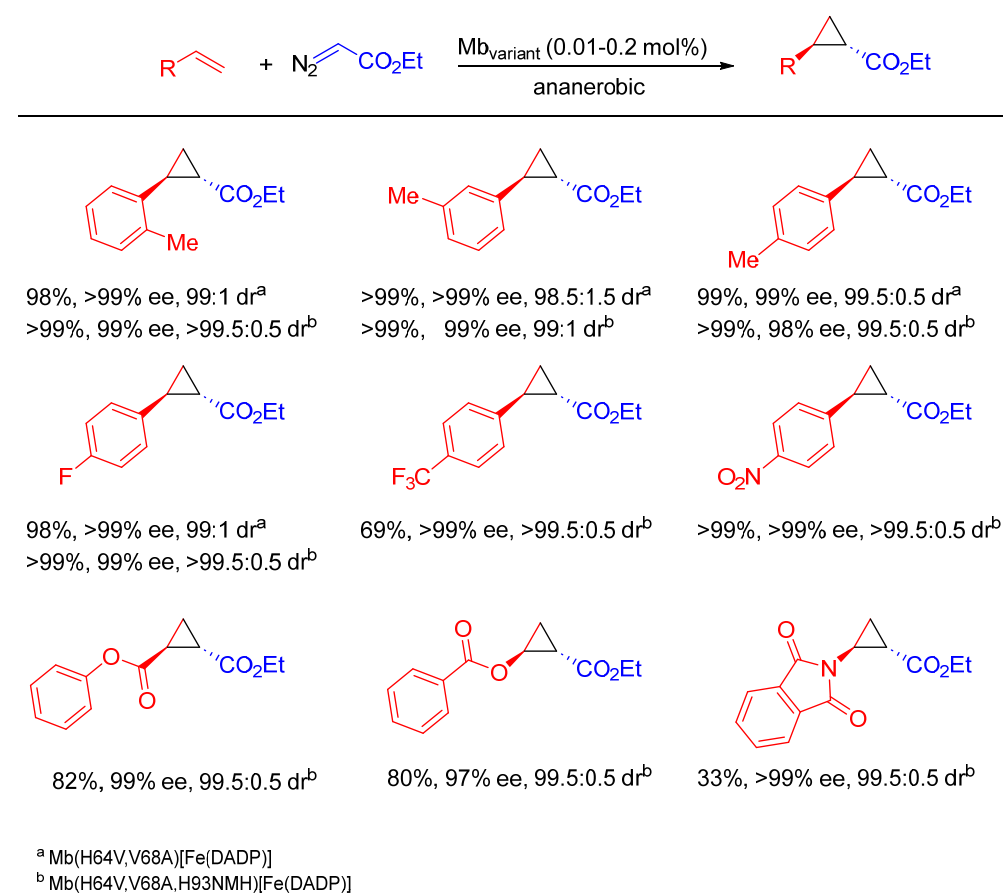 R + N2 CO2Et Mbvariant (0.01-0.2 mol%) R CO2Et
ananerobic
CO2Et CO2Et CO2Et
Me Me Me
98%, >99% ee, 99:1 dra >99%, >99% ee, 98.5:1.5 dra 99%, 99% ee, 99.5:0.5 dra
>99%, 99% ee, >99.5:0.5 drb >99%, 99% ee, 99:1 drb >99%, 98% ee, 99.5:0.5 drb
CO2Et CO2Et CO2Et
F F3C O2N
98%, >99% ee, 99:1 dra 69%, >99% ee, >99.5:0.5 drb >99%, >99% ee, >99.5:0.5 drb
>99%, 99% ee, >99.5:0.5 drb
O O CO2Et O O CO2Et O N O CO2Et
82%, 99% ee, 99.5:0.5 drb 80%, 97% ee, 99.5:0.5 drb 33%, >99% ee, 99.5:0.5 drb
a Mb(H64V,V68A)[Fe(DADP)]
b Mb(H64V,V68A,H93NMH)[Fe(DADP)]